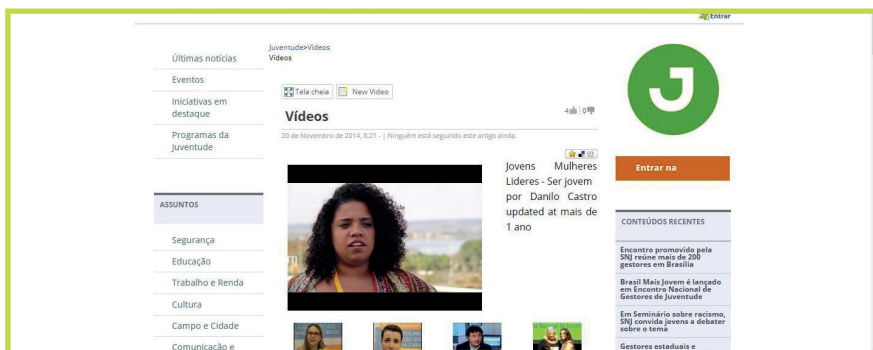 Entrar
Últimas notícias
Eventos
Iniciativas em
destaque
Programas da
Juventude
ASSUNTOS
Segurança
Educação
Trabalho e Renda
Cultura
Campo e Cidade
Comunicação e
Juventude>Vídeos
Vídeos
Tela cheia
New Video
Vídeos
4 | 0
20 de Novembro de 2014, 8:21 - | Ninguém está seguindo este artigo ainda.
Jovens Mulheres
Lideres - Ser jovem
por Danilo Castro
updated at mais de
1 ano
J
Entrar na
CONTEÚDOS RECENTES
Encontro promovido pela
SNJ reúne mais de 200
gestores em Brasília
Brasil Mais Jovem é lançado
em Encontro Nacional de
Gestores de Juventude
Em Seminário sobre racismo,
SNJ convida jovens a debater
sobre o tema
Gestores estaduais e